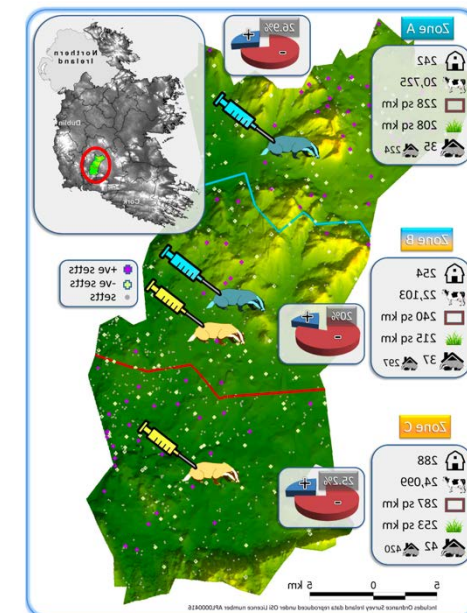 Zone A
242
20,725
228 sq km
208 sq km
35 224
26.9%
+
-
Northern
Ireland
Dublin
Cork
+ve setts
-ve setts
setts
Zone B
254
22,103
240 sq km
215 sq km
37 297
20%
+
-
Zone C
288
24,099
287 sq km
253 sq km
42 420
25.2%
+
-
5 0 5 km
Includes Ordnance Survey Ireland data reproduced under OSi Licence number APL0000416